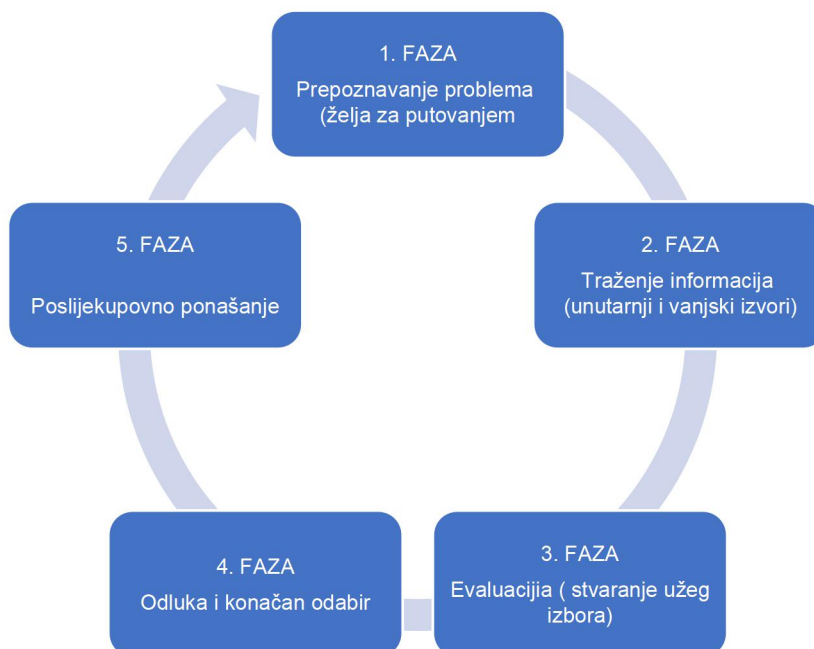 1. FAZA
Prepoznavanje problema
(želja za putovanjem
2. FAZA
Traženje informacija
(unutarnji i vanjski izvori)
3. FAZA
Evaluacijia ( stvaranje užeg
izbora)
4. FAZA
Odluka i konačan odabir
5. FAZA
Poslijekupovno ponašanje